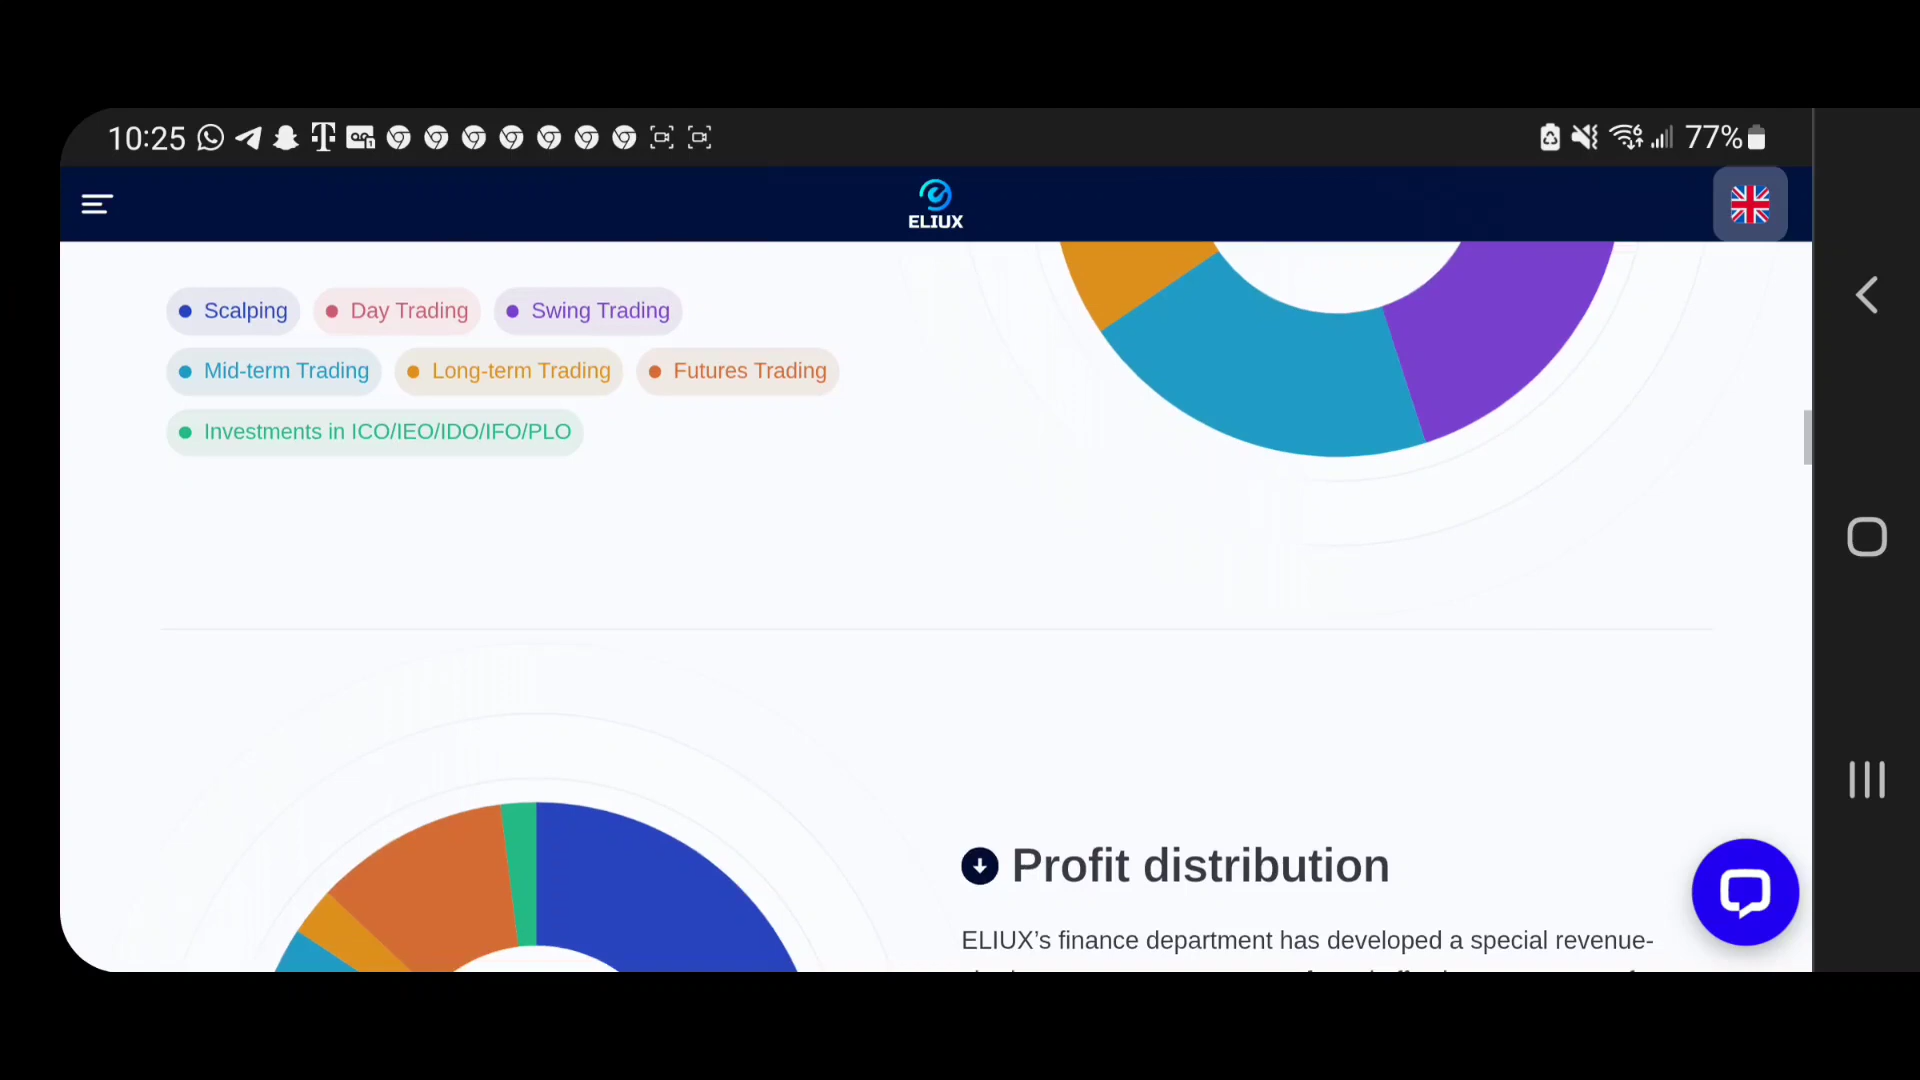 10:25
77%
ELIUX
Scalping
Day Trading
Swing Trading
Mid-term Trading
Long-term Trading
Futures Trading
Investments in ICO/IEO/IDO/IFO/PLO
Profit distribution
ELIUX’s finance department has developed a special revenue-